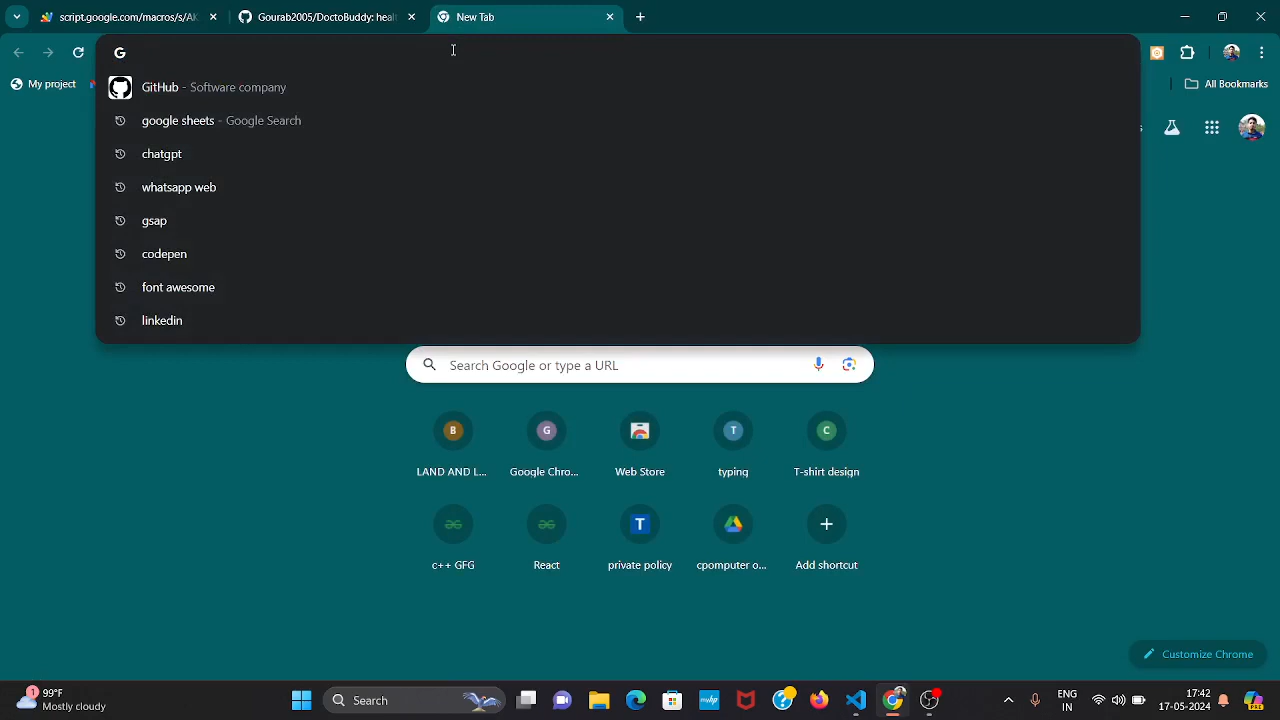 script.google.com/macros/s/AK
Gourab2005/DoctoBuddy: healt
New Tab
GitHub - Software company
google sheets - Google Search
chatgpt
whatsapp web
gsap
codepen
font awesome
linkedin
My project
All Bookmarks
Search Google or type a URL
B
G
T
C
LAND AND L...
Google Chro...
Web Store
typing
T-shirt design
T
c++ GFG
React
private policy
cpomputer o...
Add shortcut
Customize Chrome
1
99°F
Mostly cloudy
Search
ENG
IN
17:42
17-05-2024